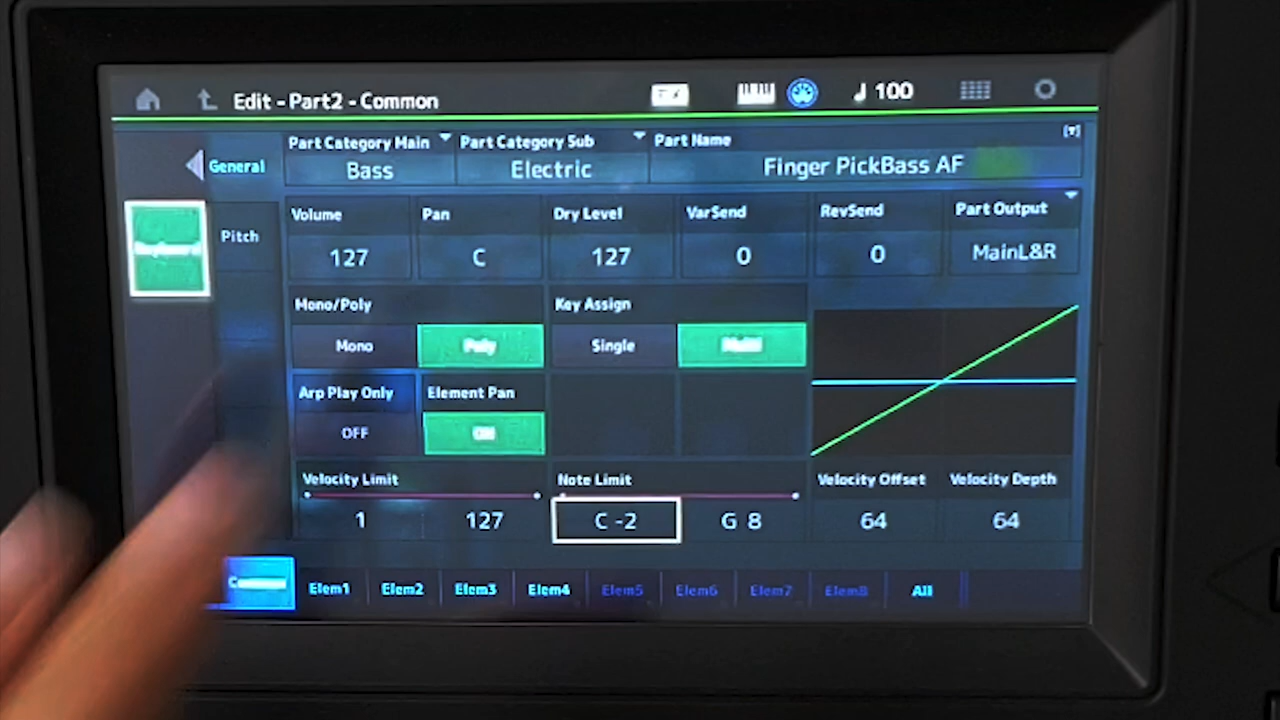 Edit - Part2 - Common
♩ 100
General
Part Category Main
Part Category Sub
Part Name
Bass
Electric
Finger PickBass AF
Pitch
Volume
Pan
Dry Level
VarSend
RevSend
Part Output
127
C
127
0
0
MainL&R
Mono/Poly
Key Assign
Mono
Poly
Single
Multi
Arp Play Only
Element Pan
OFF
Velocity Limit
Note Limit
Velocity Offset
Velocity Depth
1
127
C -2
G 8
64
64
Common
Elem1
Elem2
Elem3
Elem4
Elem5
Elem6
Elem7
Elem8
All